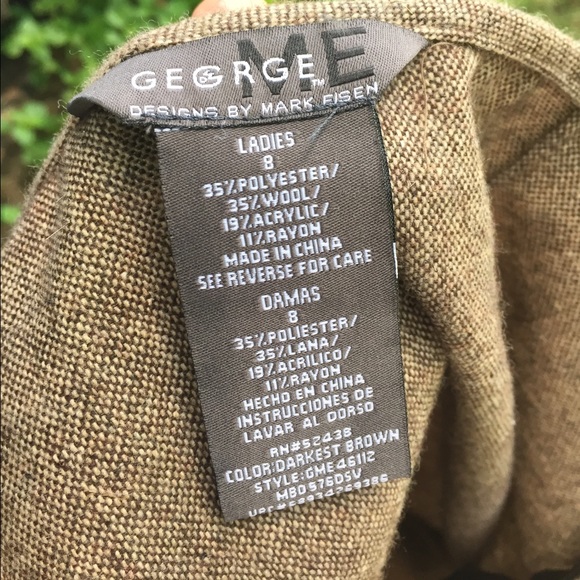 GEORGE ME™
DESIGNS BY MARK EISEN
LADIES
8
35%POLYESTER/
35%WOOL/
19%ACRYLIC/
11%RAYON
MADE IN CHINA
SEE REVERSE FOR CARE
DAMAS
8
35%POLIESTER/
35%LANA/
19%ACRILICO/
11%RAYON
HECHO EN CHINA
INSTRUCCIONES DE
LAVAR AL DORSO
RN#52438
COLOR:DARKEST BROWN
STYLE:GME46112
MB0576DSV